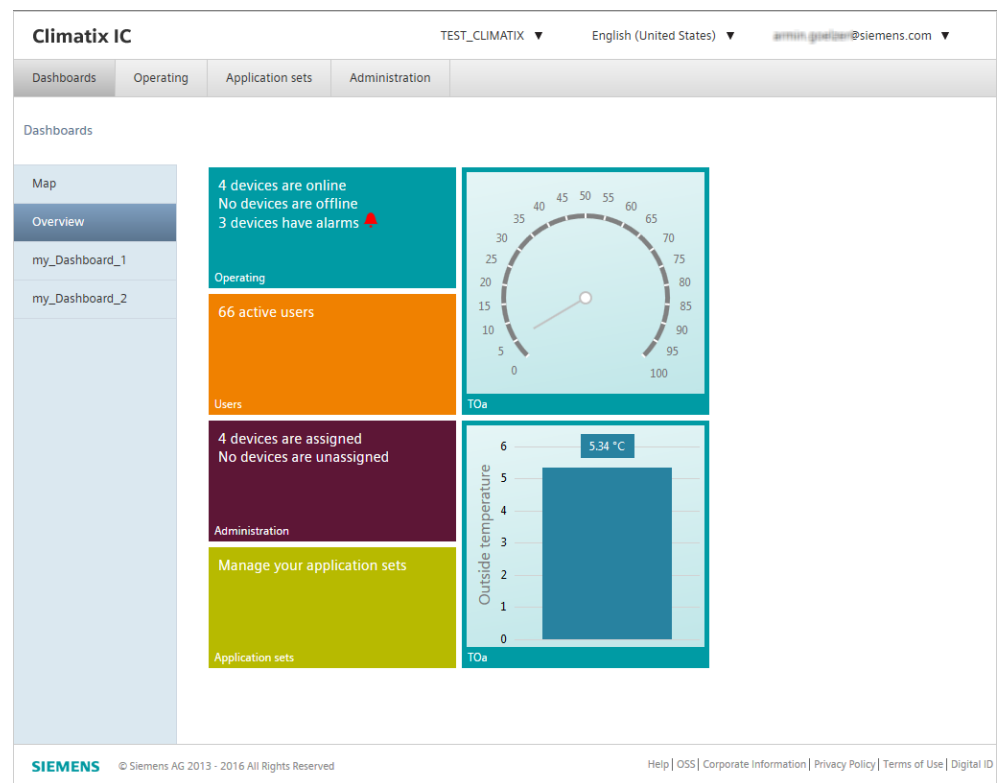 Climatix IC
TEST_CLIMATIX ▼
English (United States) ▼
@siemens.com ▼
Dashboards
Operating
Application sets
Administration
Dashboards
Map
Overview
my_Dashboard_1
my_Dashboard_2
4 devices are online
No devices are offline
3 devices have alarms
Operating
66 active users
Users
4 devices are assigned
No devices are unassigned
Administration
Manage your application sets
Application sets
0
5
10
15
20
25
30
35
40
45
50
55
60
65
70
75
80
85
90
95
100
TOa
Outside temperature
6
5
4
3
2
1
0
5.34 °C
TOa
SIEMENS
© Siemens AG 2013 - 2016 All Rights Reserved
Help | OSS | Corporate Information | Privacy Policy | Terms of Use | Digital ID